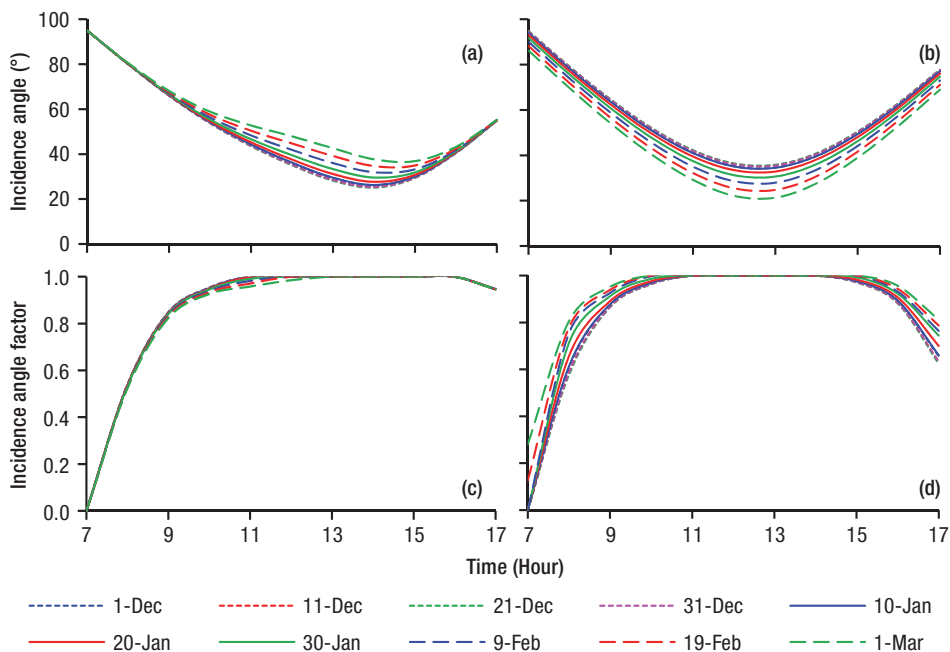 Incidence angle (°)
100
80
60
40
20
0
(a)
(b)
Incidence angle factor
1.0
0.8
0.6
0.4
0.2
0.0
(c)
(d)
7 9 11 13 15 17
7 9 11 13 15 17
Time (Hour)
1-Dec 11-Dec 21-Dec 31-Dec 10-Jan
20-Jan 30-Jan 9-Feb 19-Feb 1-Mar